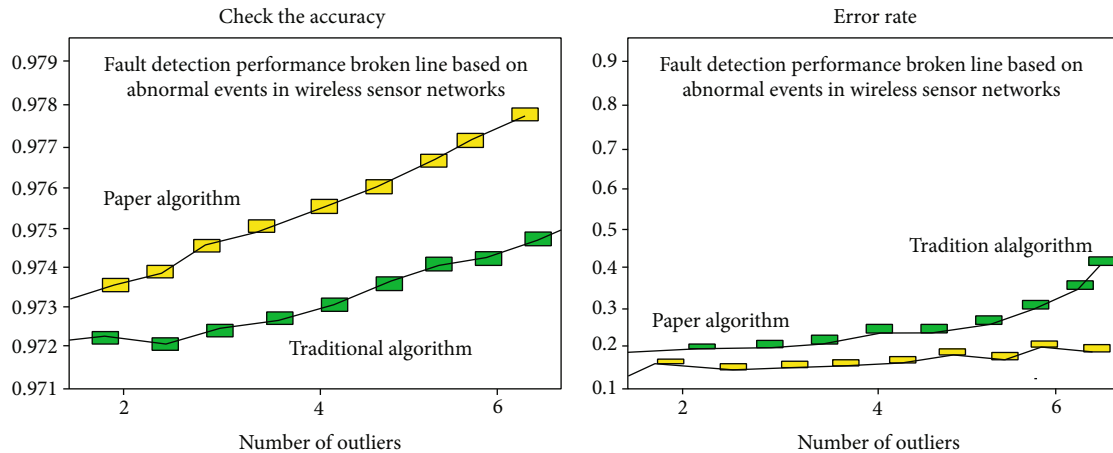 Check the accuracy
0.979
0.978
0.977
0.976
0.975
0.974
0.973
0.972
0.971
Fault detection performance broken line based on
abnormal events in wireless sensor networks
Paper algorithm
Traditional algorithm
2
4
6
Number of outliers
Error rate
0.9
0.8
0.7
0.6
0.5
0.4
0.3
0.2
0.1
Fault detection performance broken line based on
abnormal events in wireless sensor networks
Tradition alalgorithm
Paper algorithm
2
4
6
Number of outliers